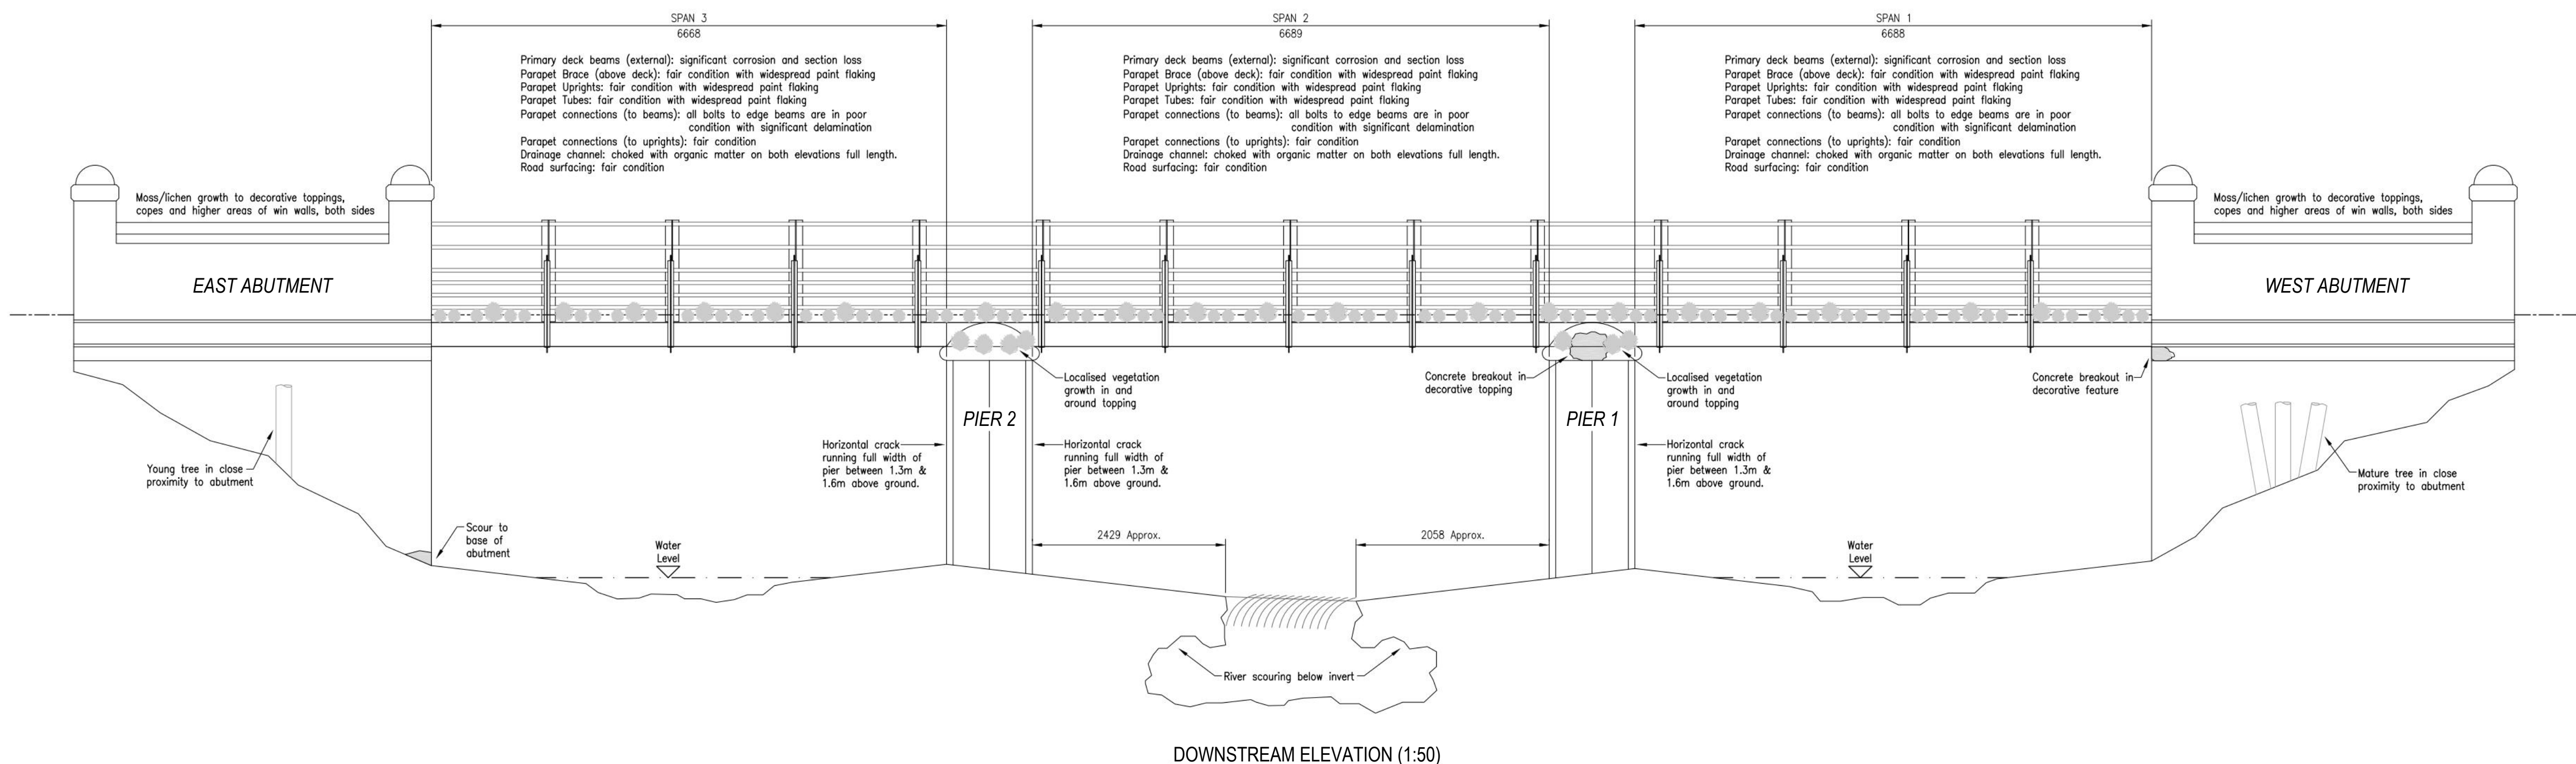 SPAN 3
6668
SPAN 2
6689
SPAN 1
6688
Primary deck beams (external): significant corrosion and section loss
Parapet Brace (above deck): fair condition with widespread paint flaking
Parapet Uprights: fair condition with widespread paint flaking
Parapet Tubes: fair condition with widespread paint flaking
Parapet connections (to beams): all bolts to edge beams are in poor
condition with significant delamination
Parapet connections (to uprights): fair condition
Drainage channel: choked with organic matter on both elevations full length.
Road surfacing: fair condition
Primary deck beams (external): significant corrosion and section loss
Parapet Brace (above deck): fair condition with widespread paint flaking
Parapet Uprights: fair condition with widespread paint flaking
Parapet Tubes: fair condition with widespread paint flaking
Parapet connections (to beams): all bolts to edge beams are in poor
condition with significant delamination
Parapet connections (to uprights): fair condition
Drainage channel: choked with organic matter on both elevations full length.
Road surfacing: fair condition
Primary deck beams (external): significant corrosion and section loss
Parapet Brace (above deck): fair condition with widespread paint flaking
Parapet Uprights: fair condition with widespread paint flaking
Parapet Tubes: fair condition with widespread paint flaking
Parapet connections (to beams): all bolts to edge beams are in poor
condition with significant delamination
Parapet connections (to uprights): fair condition
Drainage channel: choked with organic matter on both elevations full length.
Road surfacing: fair condition
Moss/lichen growth to decorative toppings,
copes and higher areas of win walls, both sides
Moss/lichen growth to decorative toppings,
copes and higher areas of win walls, both sides
EAST ABUTMENT
WEST ABUTMENT
Localised vegetation
growth in and
around topping
Concrete breakout in
decorative topping
Localised vegetation
growth in and
around topping
Concrete breakout in
decorative feature
PIER 2
PIER 1
Horizontal crack
running full width of
pier between 1.3m &
1.6m above ground.
Horizontal crack
running full width of
pier between 1.3m &
1.6m above ground.
Horizontal crack
running full width of
pier between 1.3m &
1.6m above ground.
Young tree in close
proximity to abutment
Mature tree in close
proximity to abutment
Scour to
base of
abutment
Water
Level
2429 Approx.
2058 Approx.
Water
Level
River scouring below invert
DOWNSTREAM ELEVATION (1:50)